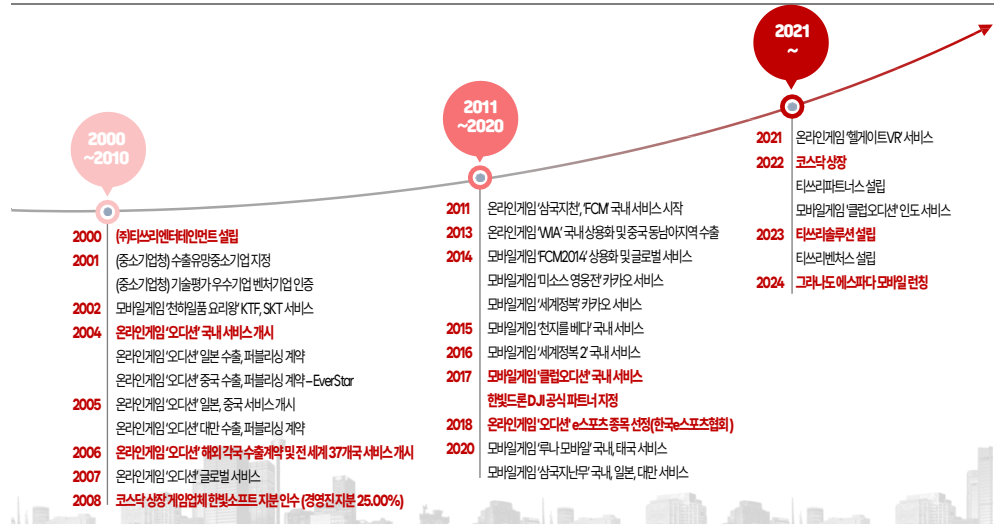 2000
~2010
2000 (주)티쓰리엔터테인먼트 설립
2001 (중소기업청) 수출유망중소기업 지정
(중소기업청) 기술평가 우수기업 벤처기업 인증
2002 모바일게임 '천하일품 요리왕' KTF, SKT 서비스
2004 온라인게임 '오디션' 국내 서비스 개시
온라인게임 '오디션' 일본 수출, 퍼블리싱 계약
온라인게임 '오디션' 중국 수출, 퍼블리싱 계약 – EverStar
2005 온라인게임 '오디션' 일본, 중국 서비스 개시
온라인게임 '오디션' 대만 수출, 퍼블리싱 계약
2006 온라인게임 '오디션' 해외 각국 수출계약 및 전 세계 37개국 서비스 개시
2007 온라인게임 '오디션' 글로벌 서비스
2008 코스닥 상장 게임업체 한빛소프트 지분 인수 (경영진 지분 25.00%)
2011
~2020
2011 온라인게임 '삼국지천', 'FCM' 국내 서비스 시작
2013 온라인게임 'WIA' 국내 상용화 및 중국 동남아지역 수출
2014 모바일게임 'FCM2014' 상용화 및 글로벌 서비스
모바일게임 '미소스 영웅전' 카카오 서비스
모바일게임 '세계정복' 카카오 서비스
2015 모바일게임 '천지를 베다' 국내 서비스
2016 모바일게임 '세계정복 2' 국내 서비스
2017 모바일게임 '클럽오디션' 국내 서비스
한빛드론 DJI 공식 파트너 지정
2018 온라인게임 '오디션' e스포츠 종목 선정(한국e스포츠협회)
2020 모바일게임 '루나 모바일' 국내, 태국 서비스
모바일게임 '삼국지난무' 국내, 일본, 대만 서비스
2021
~
2021 온라인게임 '헬게이트VR' 서비스
2022 코스닥 상장
티쓰리파트너스 설립
모바일게임 '클럽오디션' 인도 서비스
2023 티쓰리솔루션 설립
티쓰리벤처스 설립
2024 그라나도 에스파다 모바일 런칭